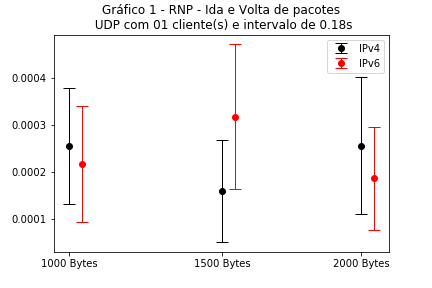 Gráfico 1 - RNP - Ida e Volta de pacotes
UDP com 01 cliente(s) e intervalo de 0.18s
IPv4
IPv6
0.0004
0.0003
0.0002
0.0001
1000 Bytes
1500 Bytes
2000 Bytes